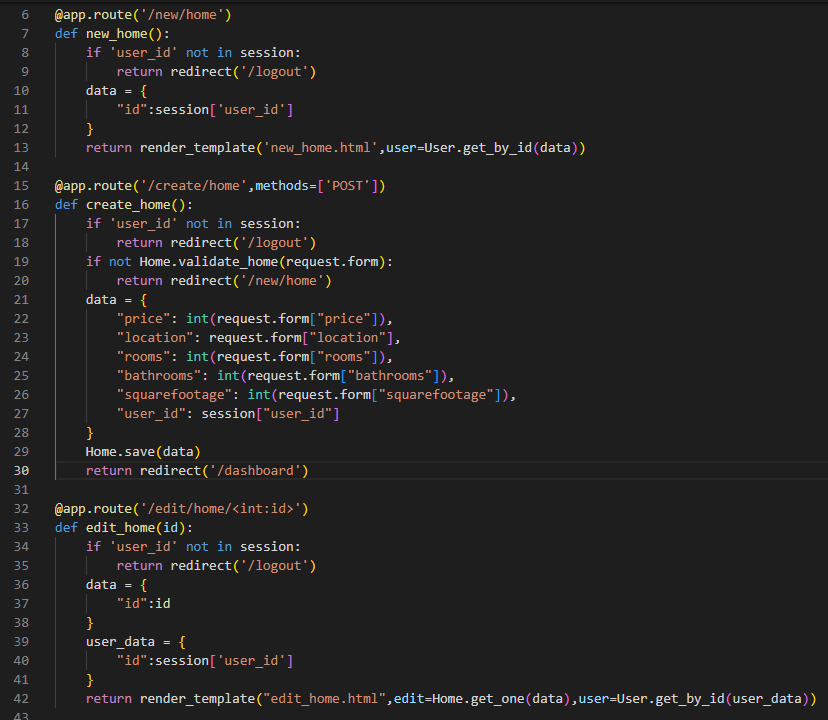 6 @app.route('/new/home')
7 def new_home():
8     if 'user_id' not in session:
9         return redirect('/logout')
10     data = {
11         "id":session['user_id']
12     }
13     return render_template('new_home.html',user=User.get_by_id(data))
14
15 @app.route('/create/home',methods=['POST'])
16 def create_home():
17     if 'user_id' not in session:
18         return redirect('/logout')
19     if not Home.validate_home(request.form):
20         return redirect('/new/home')
21     data = {
22         "price": int(request.form["price"]),
23         "location": request.form["location"],
24         "rooms": int(request.form["rooms"]),
25         "bathrooms": int(request.form["bathrooms"]),
26         "squarefootage": int(request.form["squarefootage"]),
27         "user_id": session["user_id"]
28     }
29     Home.save(data)
30     return redirect('/dashboard')
31
32 @app.route('/edit/home/<int:id>')
33 def edit_home(id):
34     if 'user_id' not in session:
35         return redirect('/logout')
36     data = {
37         "id":id
38     }
39     user_data = {
40         "id":session['user_id']
41     }
42     return render_template("edit_home.html",edit=Home.get_one(data),user=User.get_by_id(user_data))
43